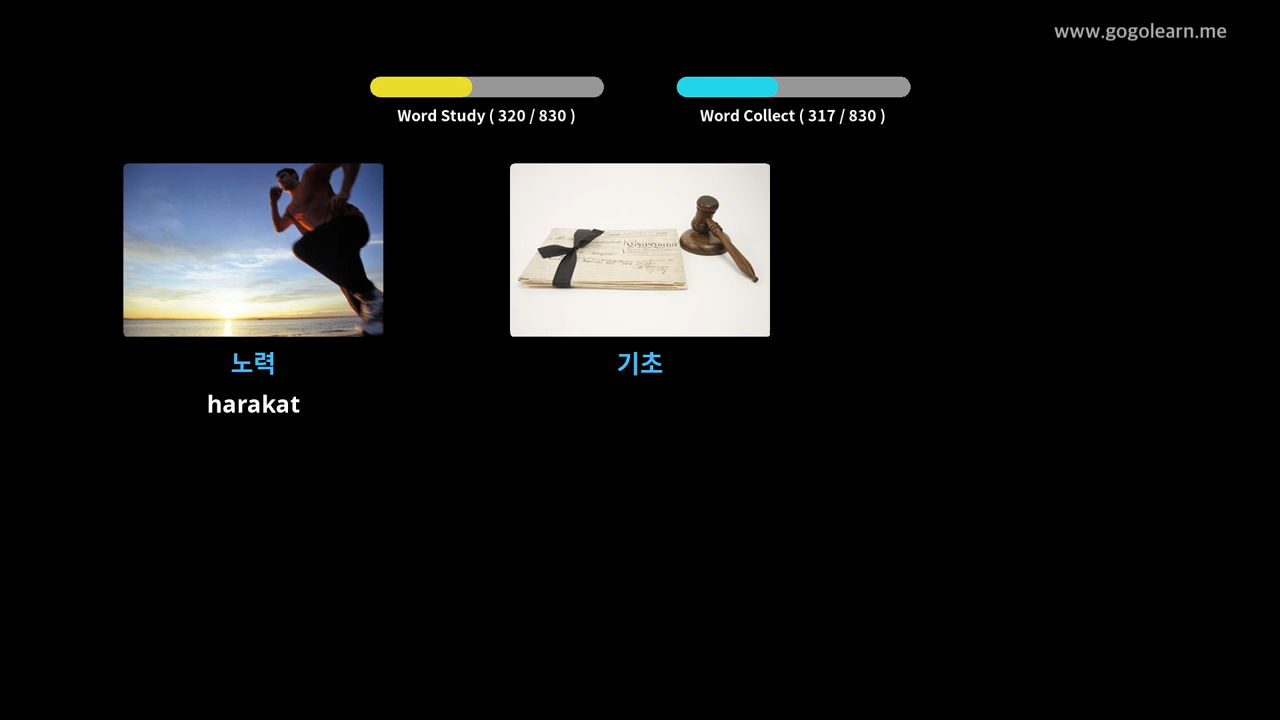 www.gogolearn.me
Word Study ( 320 / 830 )
Word Collect ( 317 / 830 )
노력
기초
harakat